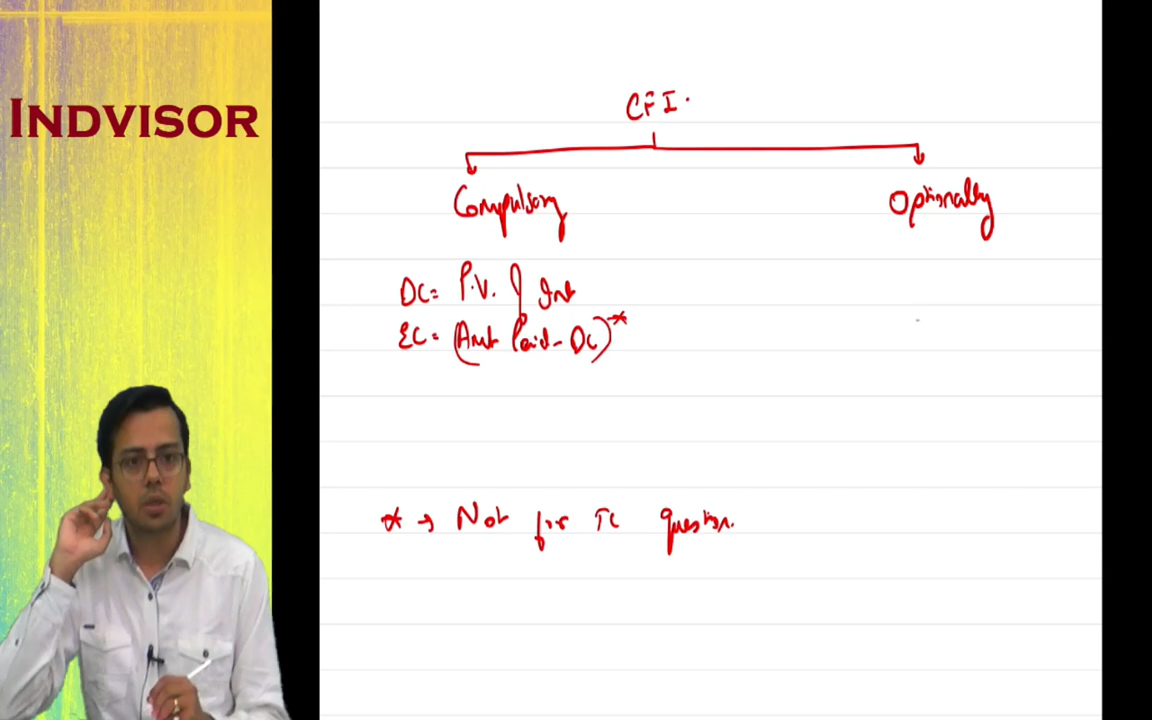 INDVISOR
CFI.
Compulsory
Optionally
DC = P.V. of Int
EC = (Amt Paid - DC)*
* → Not for TC question.